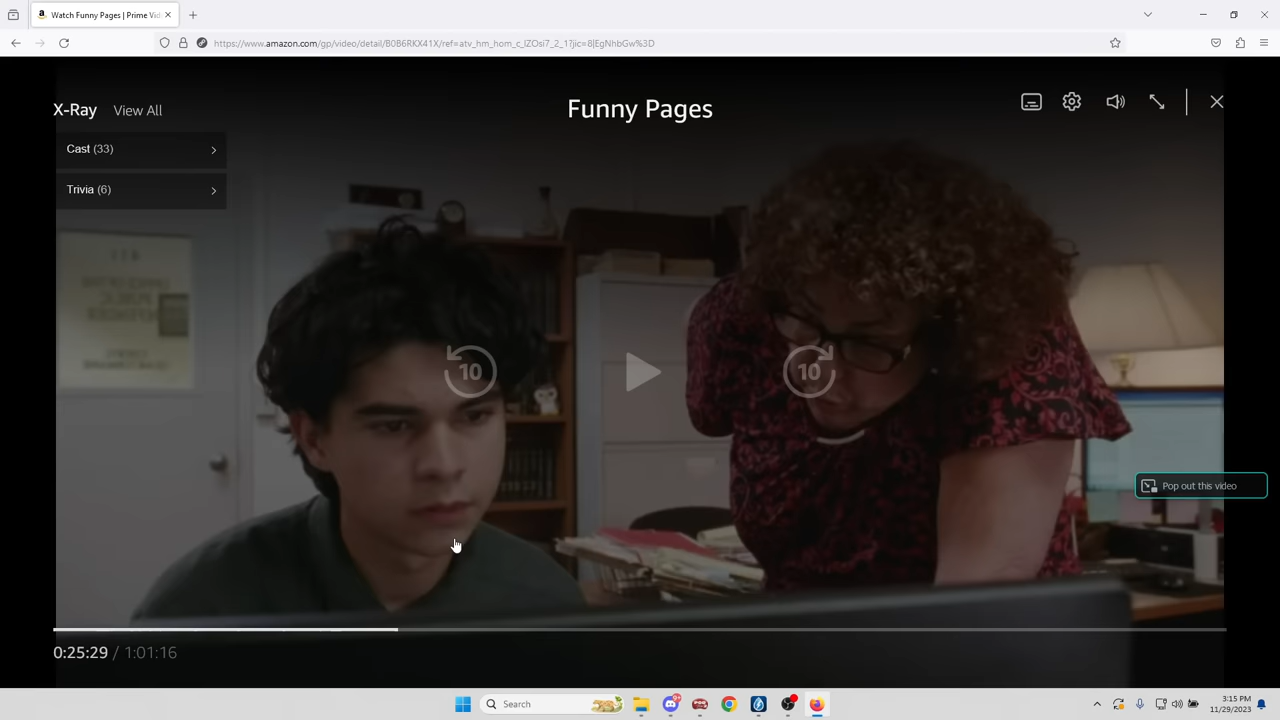 Watch Funny Pages | Prime Vid
https://www.amazon.com/gp/video/detail/B0B6RKX41X/ref=atv_hm_hom_c_lZOsi7_2_1?jic=8|EgNhbGw%3D
X-Ray View All
Funny Pages
Cast (33)
Trivia (6)
10
10
Pop out this video
0:25:29 / 1:01:16
Search
9+
3:15 PM
11/29/2023